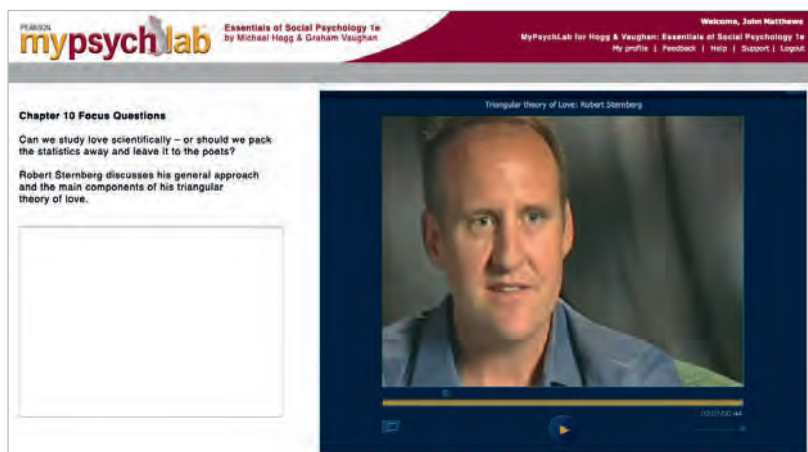 PEARSON
mypsychlab
Essentials of Social Psychology 1e
by Michael Hogg & Graham Vaughan
Welcome, John Matthews
MyPsychLab for Hogg & Vaughan: Essentials of Social Psychology 1e
My profile | Feedback | Help | Support | Logout
Chapter 10 Focus Questions
Can we study love scientifically – or should we pack
the statistics away and leave it to the poets?
Robert Sternberg discusses his general approach
and the main components of his triangular
theory of love.
Triangular theory of Love: Robert Sternberg